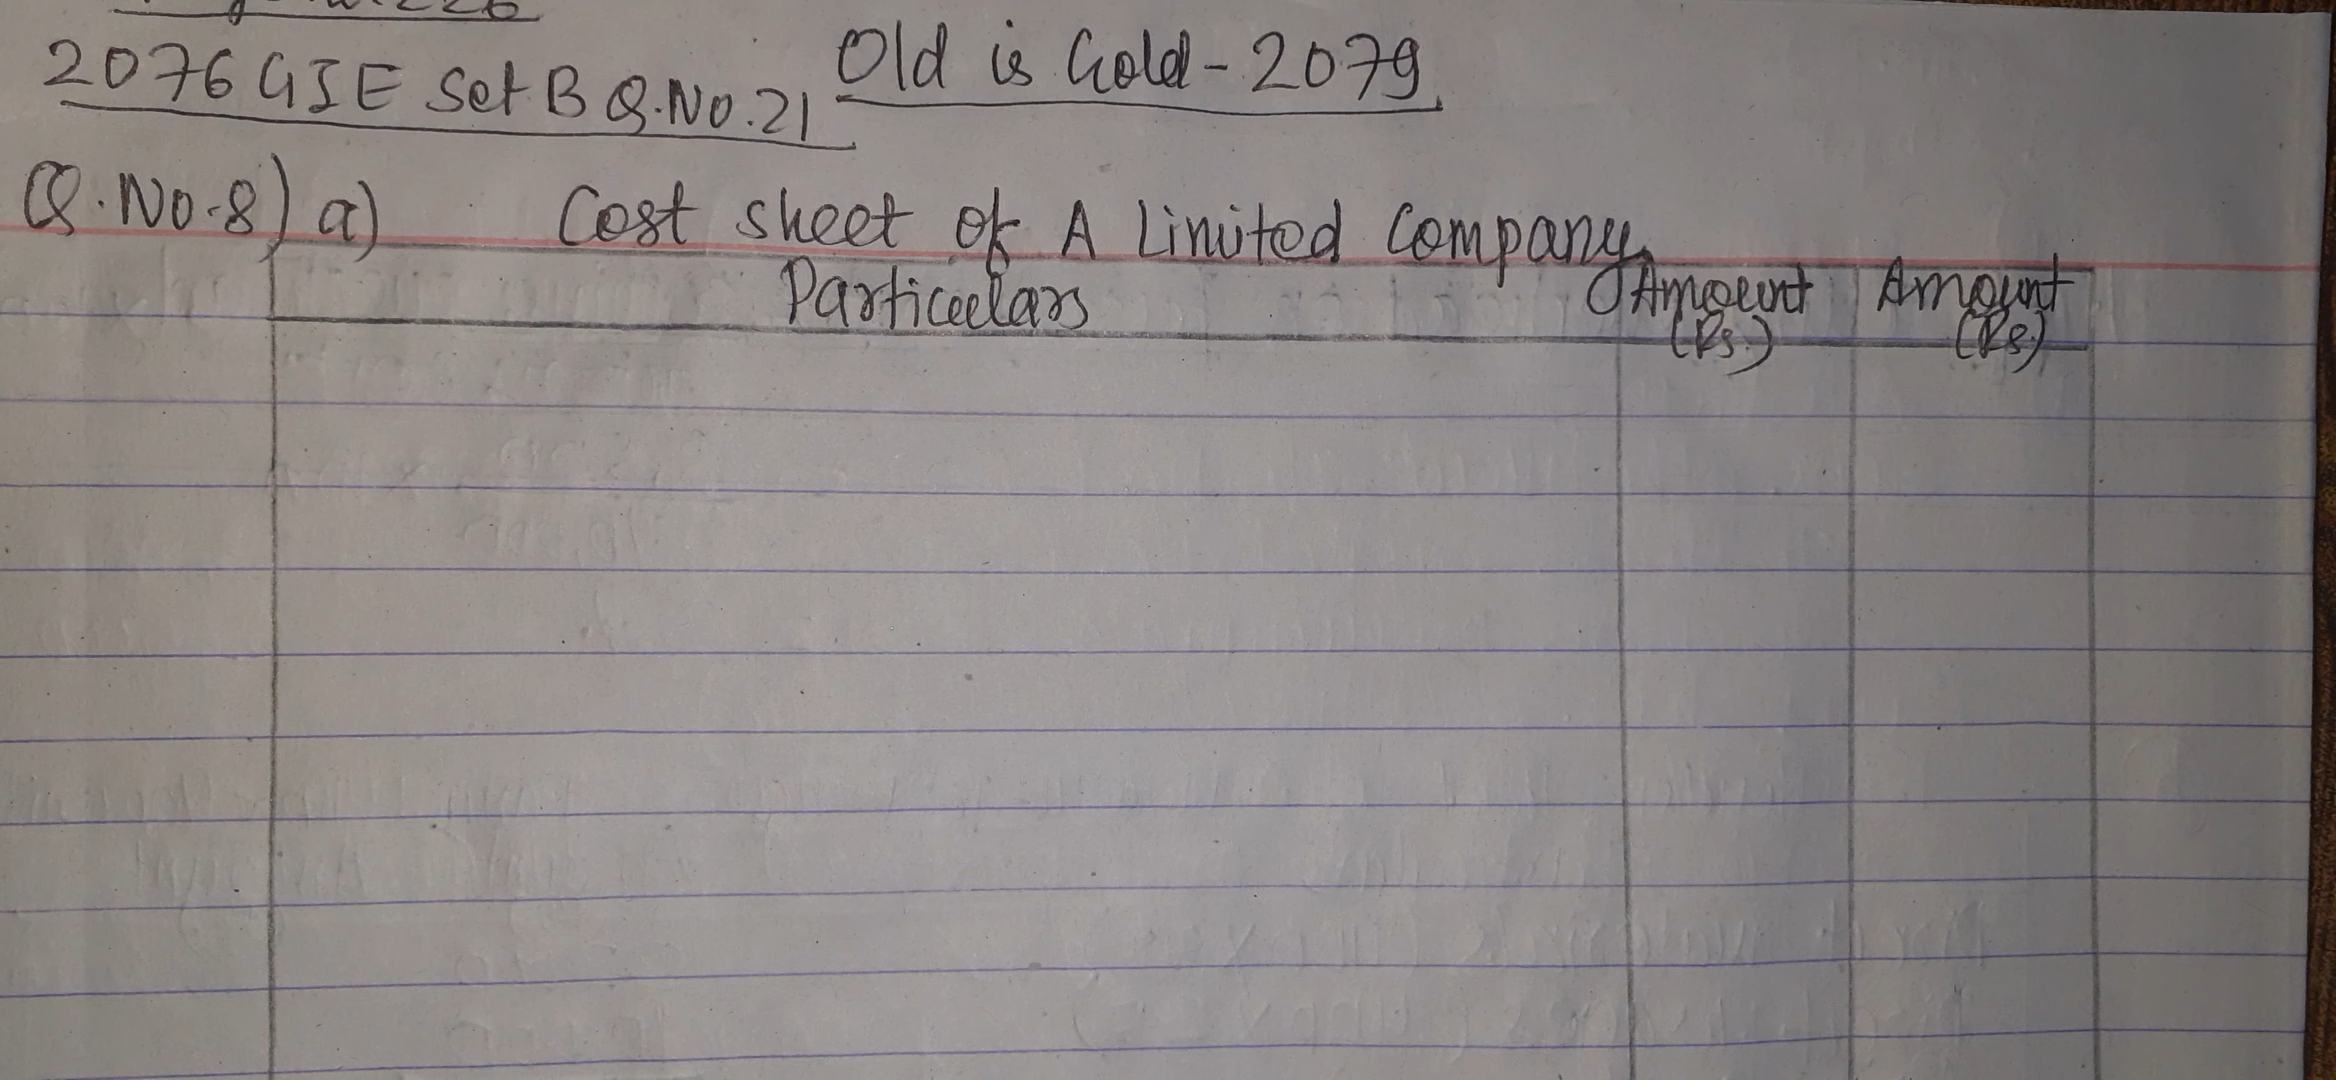 2076 GIE Set B Q.No.21
Old is Gold - 2079
Q.No.8) a) Cost sheet of A Limited Company
Particulars Amount (Rs.) Amount (Rs)